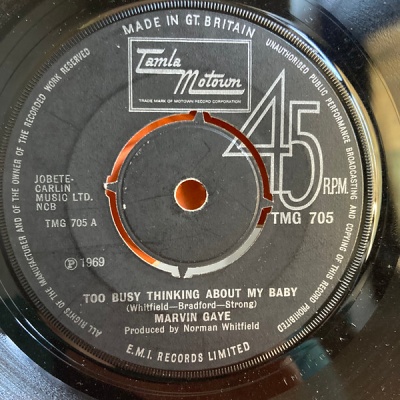 MADE IN GT. BRITAIN
Tamla
Motown
TRADE MARK OF MOTOWN RECORD CORPORATION
45
R.P.M.
JOBETE-
CARLIN
MUSIC LTD.
NCB
TMG 705 A
TMG 705
Ⓟ 1969
TOO BUSY THINKING ABOUT MY BABY
(Whitfield—Bradford—Strong)
MARVIN GAYE
Produced by Norman Whitfield
E.M.I. RECORDS LIMITED
ALL RIGHTS OF THE MANUFACTURER AND OF THE OWNER OF THE RECORDED WORK RESERVED
UNAUTHORISED PUBLIC PERFORMANCE BROADCASTING AND COPYING OF THIS RECORD PROHIBITED